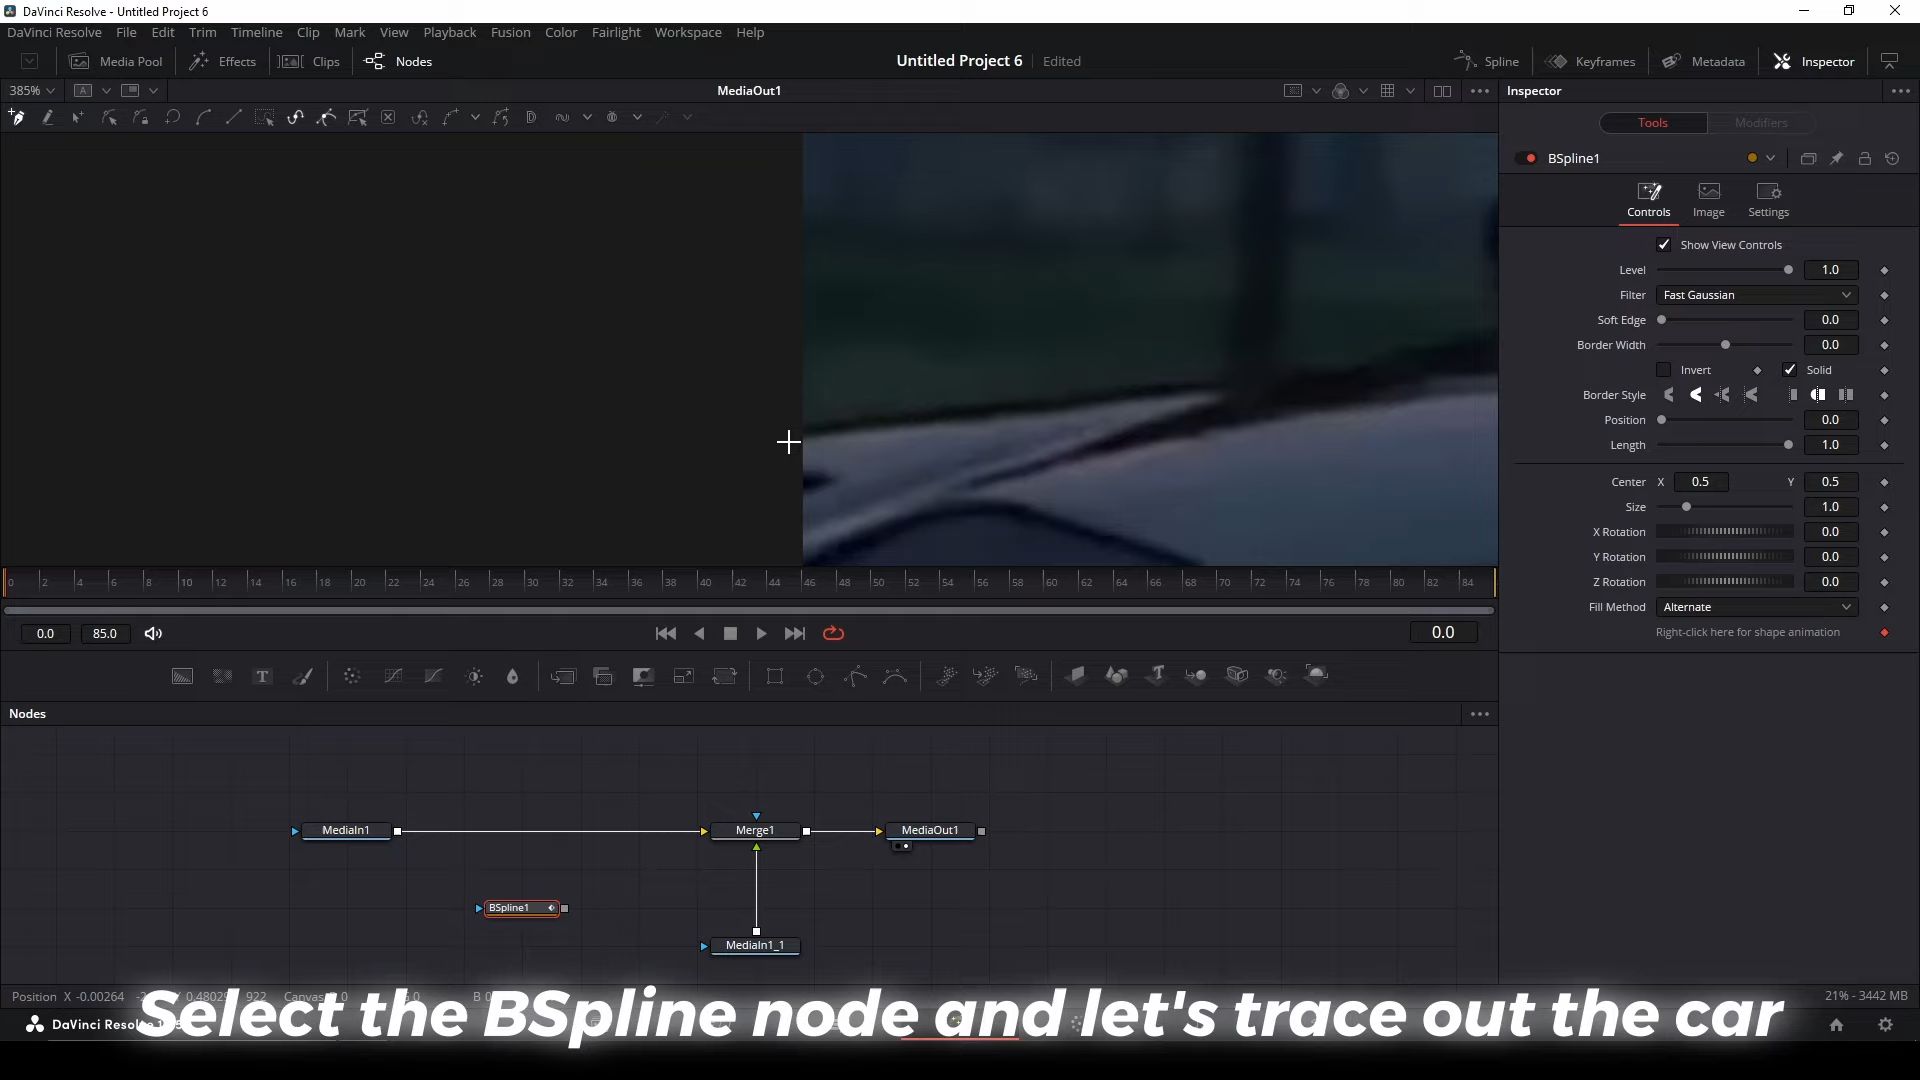 DaVinci Resolve - Untitled Project 6
DaVinci Resolve File Edit Trim Timeline Clip Mark View Playback Fusion Color Fairlight Workspace Help
Media Pool Effects Clips Nodes Untitled Project 6 Edited Spline Keyframes Metadata Inspector
385% A MediaOut1 Inspector
Tools Modifiers
BSpline1
Controls Image Settings
Show View Controls
Level 1.0
Filter Fast Gaussian
Soft Edge 0.0
Border Width 0.0
Invert Solid
Border Style
Position 0.0
Length 1.0
Center X 0.5 Y 0.5
Size 1.0
X Rotation 0.0
Y Rotation 0.0
Z Rotation 0.0
Fill Method Alternate
Right-click here for shape animation
0 2 4 6 8 10 12 14 16 18 20 22 24 26 28 30 32 34 36 38 40 42 44 46 48 50 52 54 56 58 60 62 64 66 68 70 72 74 76 78 80 82 84
0.0 85.0 0.0
Nodes
MediaIn1 Merge1 MediaOut1
BSpline1
MediaIn1_1
Position X -0.00264 Y 0.4802 922 21% - 3442 MB
Select the BSpline node and let's trace out the car
DaVinci Resolve